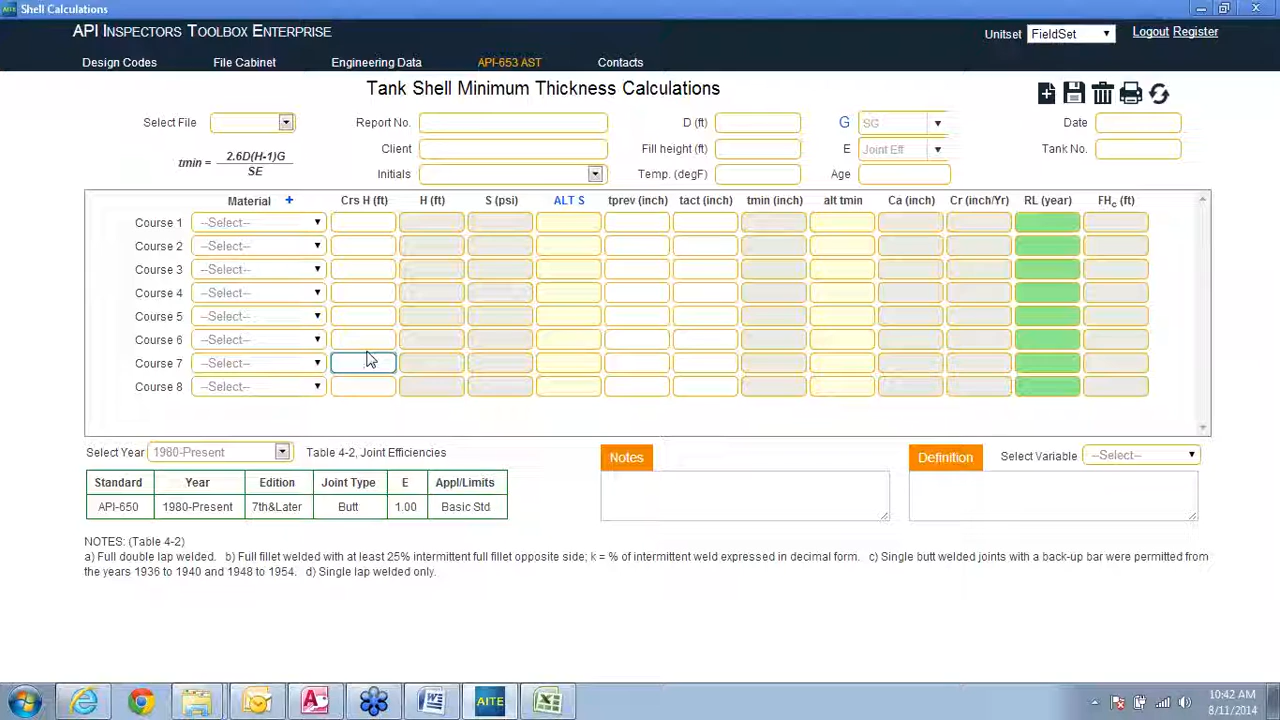 Shell Calculations
API INSPECTORS TOOLBOX ENTERPRISE
Unitset FieldSet Logout Register
Design Codes File Cabinet Engineering Data API-653 AST Contacts
Tank Shell Minimum Thickness Calculations
Select File Report No. D (ft) G SG Date
Client Fill height (ft) E Joint Eff Tank No.
tmin = 2.6D(H-1)G
SE
Initials Temp. (degF) Age
Material + Crs H (ft) H (ft) S (psi) ALT S tprev (inch) tact (inch) tmin (inch) alt tmin Ca (inch) Cr (inch/Yr) RL (year) FHc (ft)
Course 1 --Select--
Course 2 --Select--
Course 3 --Select--
Course 4 --Select--
Course 5 --Select--
Course 6 --Select--
Course 7 --Select--
Course 8 --Select--
Select Year 1980-Present Table 4-2, Joint Efficiencies Notes Definition Select Variable --Select--
Standard Year Edition Joint Type E Appl/Limits
API-650 1980-Present 7th&Later Butt 1.00 Basic Std
NOTES: (Table 4-2)
a) Full double lap welded. b) Full fillet welded with at least 25% intermittent full fillet opposite side; k = % of intermittent weld expressed in decimal form. c) Single butt welded joints with a back-up bar were permitted from
the years 1936 to 1940 and 1948 to 1954. d) Single lap welded only.
AITE
10:42 AM
8/11/2014